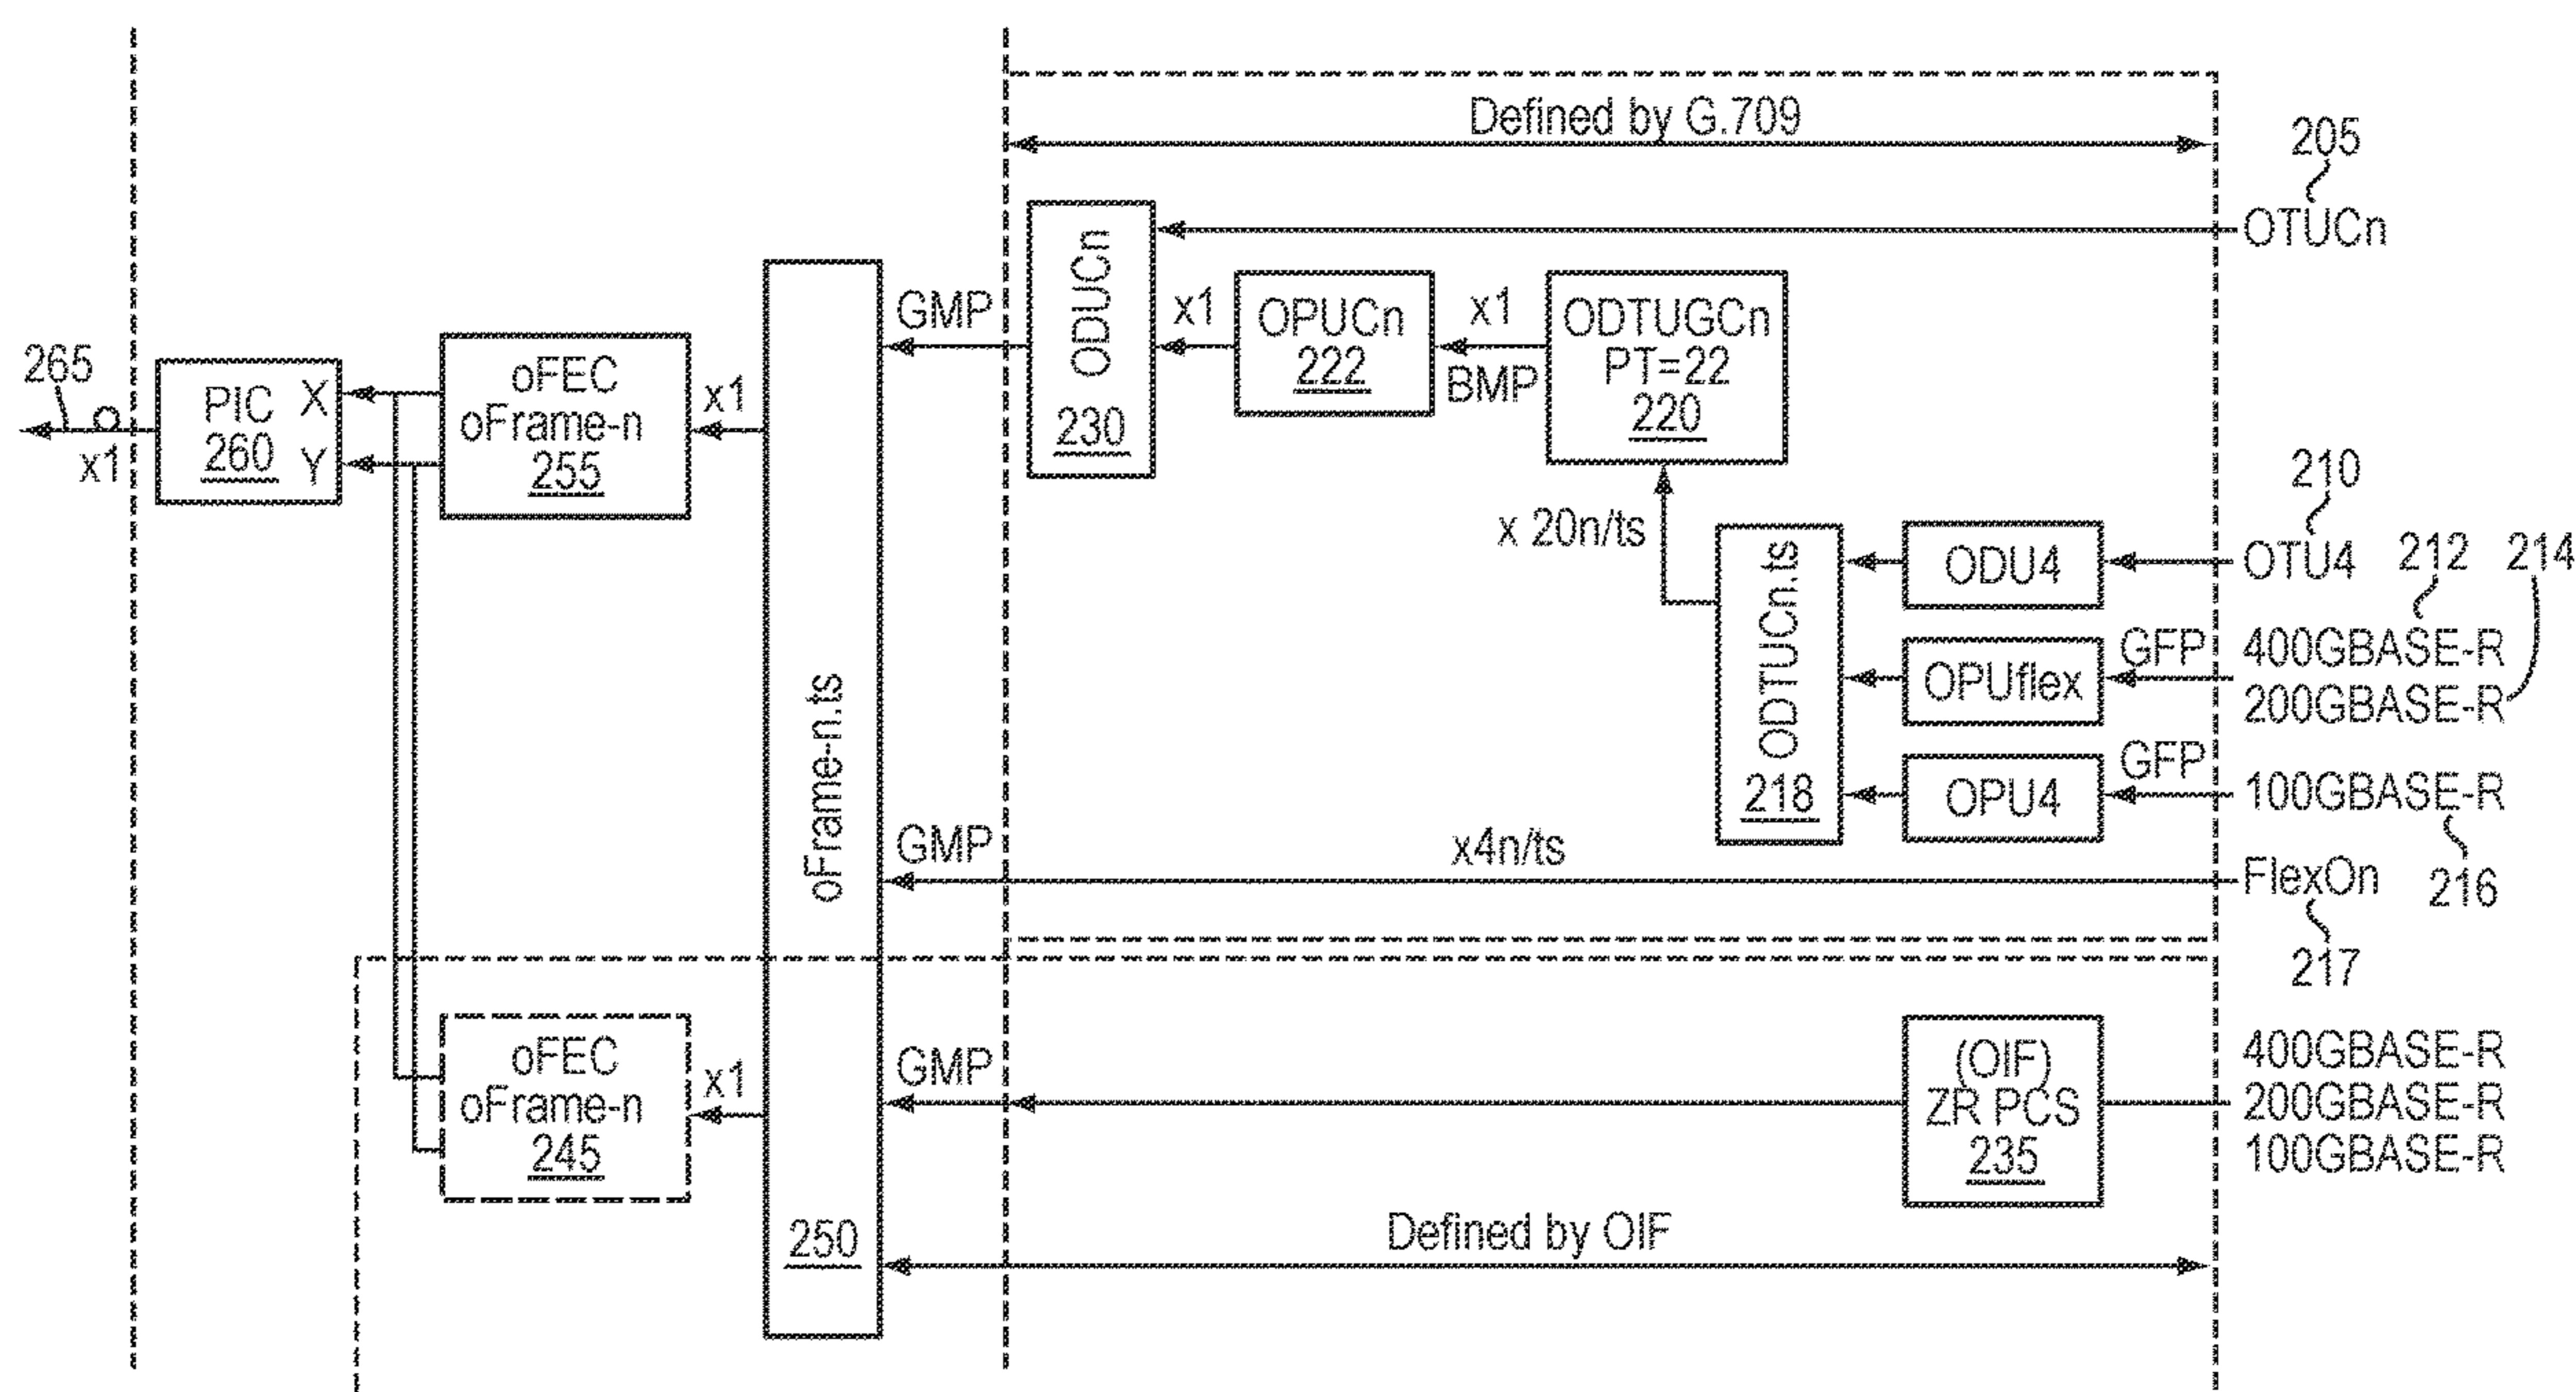 Defined by G.709
205
OTUCn
ODUCn
230
GMP
x1
OPUCn
222
x1
BMP
ODTUGCn
PT=22
220
x 20n/ts
ODTUCn.ts
218
ODU4
210
OTU4
212
214
OPUflex
GFP
400GBASE-R
200GBASE-R
OPU4
GFP
100GBASE-R
216
GMP
x4n/ts
FlexOn
217
265
x1
PIC
260
X
Y
oFEC
oFrame-n
255
x1
oFrame-n.ts
250
oFEC
oFrame-n
245
x1
GMP
(OIF)
ZR PCS
235
400GBASE-R
200GBASE-R
100GBASE-R
Defined by OIF